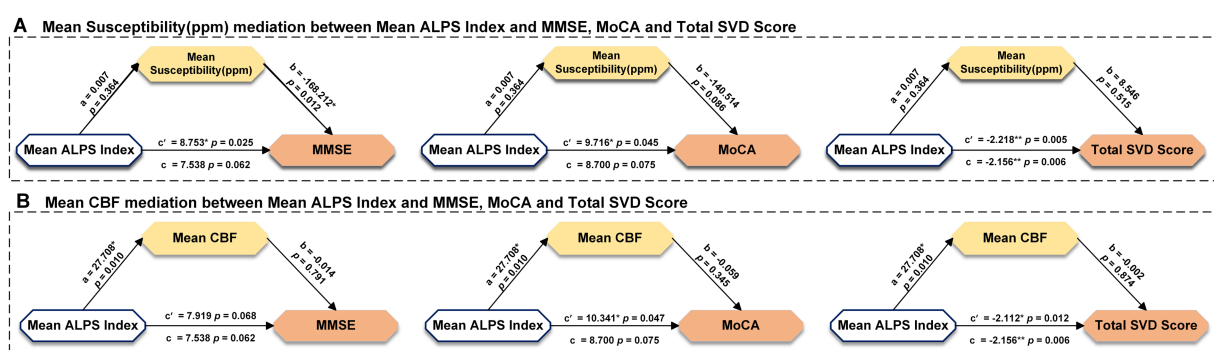 A Mean Susceptibility(ppm) mediation between Mean ALPS Index and MMSE, MoCA and Total SVD Score
Mean
Susceptibility(ppm)
a = 0.007
p = 0.364
b = -168.212*
p = 0.012
Mean ALPS Index
c′ = 8.753* p = 0.025
c = 7.538 p = 0.062
MMSE
Mean
Susceptibility(ppm)
a = 0.007
p = 0.364
b = -140.514
p = 0.086
Mean ALPS Index
c′ = 9.716* p = 0.045
c = 8.700 p = 0.075
MoCA
Mean
Susceptibility(ppm)
a = 0.007
p = 0.364
b = 8.546
p = 0.515
Mean ALPS Index
c′ = -2.218** p = 0.005
c = -2.156** p = 0.006
Total SVD Score
B Mean CBF mediation between Mean ALPS Index and MMSE, MoCA and Total SVD Score
Mean CBF
a = 27.708*
p = 0.010
b = -0.014
p = 0.791
Mean ALPS Index
c′ = 7.919 p = 0.068
c = 7.538 p = 0.062
MMSE
Mean CBF
a = 27.708*
p = 0.010
b = -0.059
p = 0.345
Mean ALPS Index
c′ = 10.341* p = 0.047
c = 8.700 p = 0.075
MoCA
Mean CBF
a = 27.708*
p = 0.010
b = -0.002
p = 0.874
Mean ALPS Index
c′ = -2.112* p = 0.012
c = -2.156** p = 0.006
Total SVD Score